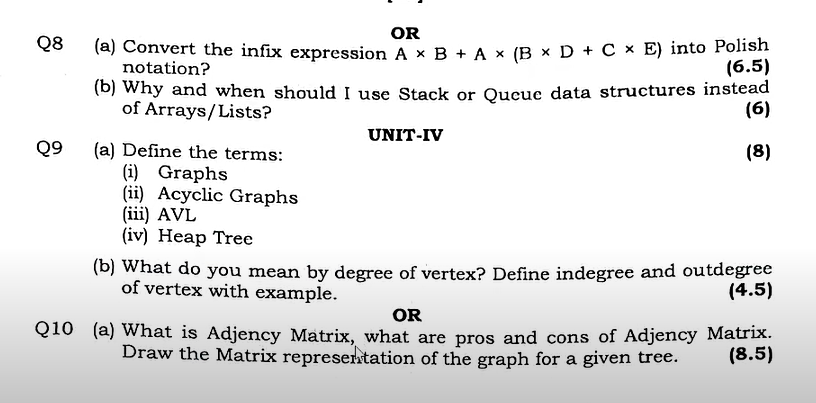 OR
Q8 (a) Convert the infix expression A × B + A × (B × D + C × E) into Polish
notation? (6.5)
(b) Why and when should I use Stack or Queue data structures instead
of Arrays/Lists? (6)
UNIT-IV
Q9 (a) Define the terms: (8)
(i) Graphs
(ii) Acyclic Graphs
(iii) AVL
(iv) Heap Tree
(b) What do you mean by degree of vertex? Define indegree and outdegree
of vertex with example. (4.5)
OR
Q10 (a) What is Adjency Matrix, what are pros and cons of Adjency Matrix.
Draw the Matrix representation of the graph for a given tree. (8.5)